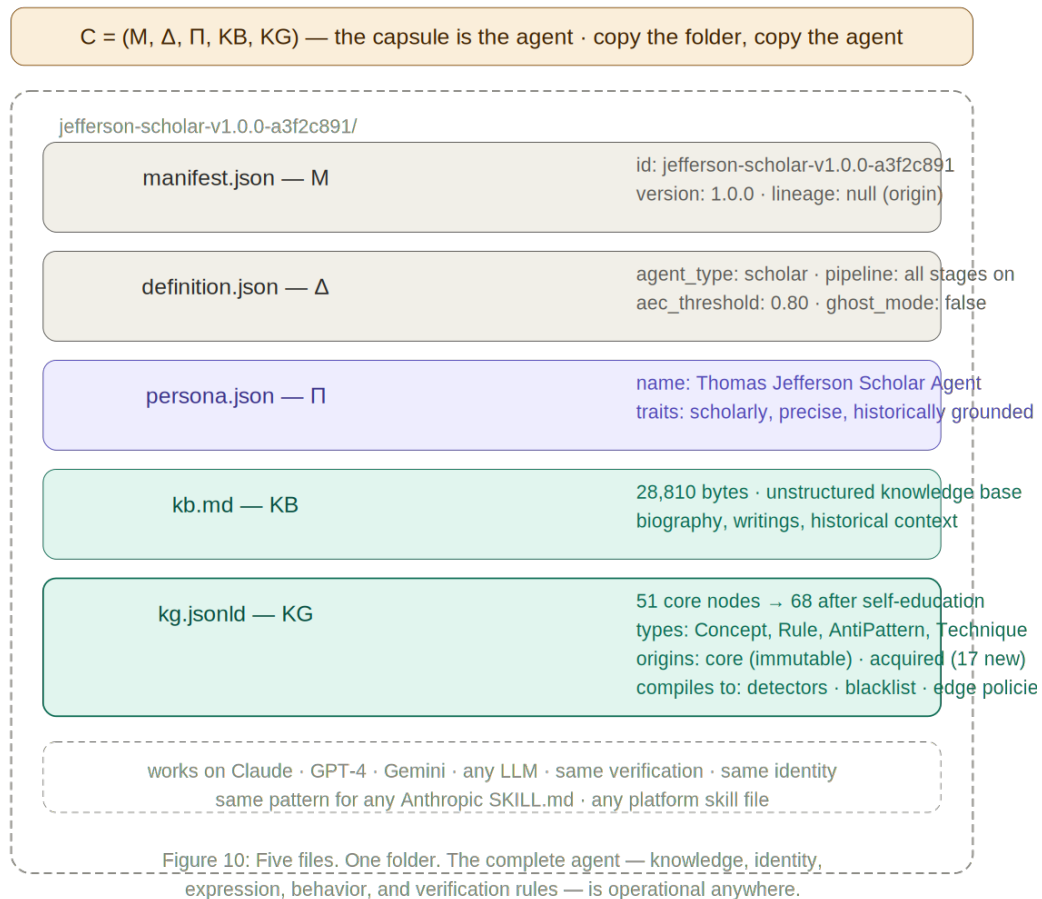 C = (M, Δ, Π, KB, KG) — the capsule is the agent · copy the folder, copy the agent
jefferson-scholar-v1.0.0-a3f2c891/
manifest.json — M
id: jefferson-scholar-v1.0.0-a3f2c891
version: 1.0.0 · lineage: null (origin)
definition.json — Δ
agent_type: scholar · pipeline: all stages on
aec_threshold: 0.80 · ghost_mode: false
persona.json — Π
name: Thomas Jefferson Scholar Agent
traits: scholarly, precise, historically grounded
kb.md — KB
28,810 bytes · unstructured knowledge base
biography, writings, historical context
kg.jsonld — KG
51 core nodes → 68 after self-education
types: Concept, Rule, AntiPattern, Technique
origins: core (immutable) · acquired (17 new)
compiles to: detectors · blacklist · edge policie
works on Claude · GPT-4 · Gemini · any LLM · same verification · same identity
same pattern for any Anthropic SKILL.md · any platform skill file
Figure 10: Five files. One folder. The complete agent — knowledge, identity,
expression, behavior, and verification rules — is operational anywhere.